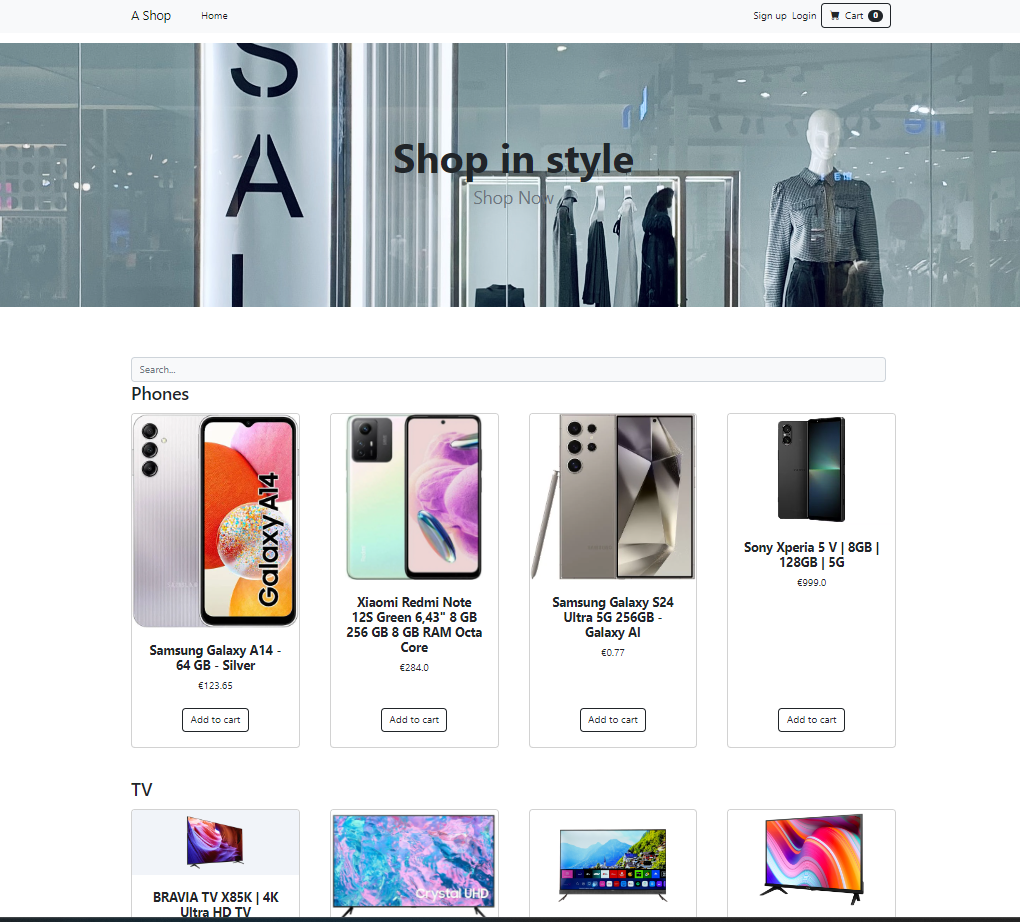 A Shop
Home
Sign up
Login
Cart 0
SAL
Shop in style
Shop Now
Search...
Phones
Galaxy A14
Samsung Galaxy A14 -
64 GB - Silver
€123.65
Add to cart
Xiaomi Redmi Note
12S Green 6,43" 8 GB
256 GB 8 GB RAM Octa
Core
€284.0
Add to cart
Samsung Galaxy S24
Ultra 5G 256GB -
Galaxy AI
€0.77
Add to cart
Sony Xperia 5 V | 8GB |
128GB | 5G
€999.0
Add to cart
TV
BRAVIA TV X85K | 4K
Ultra HD TV
Crystal UHD